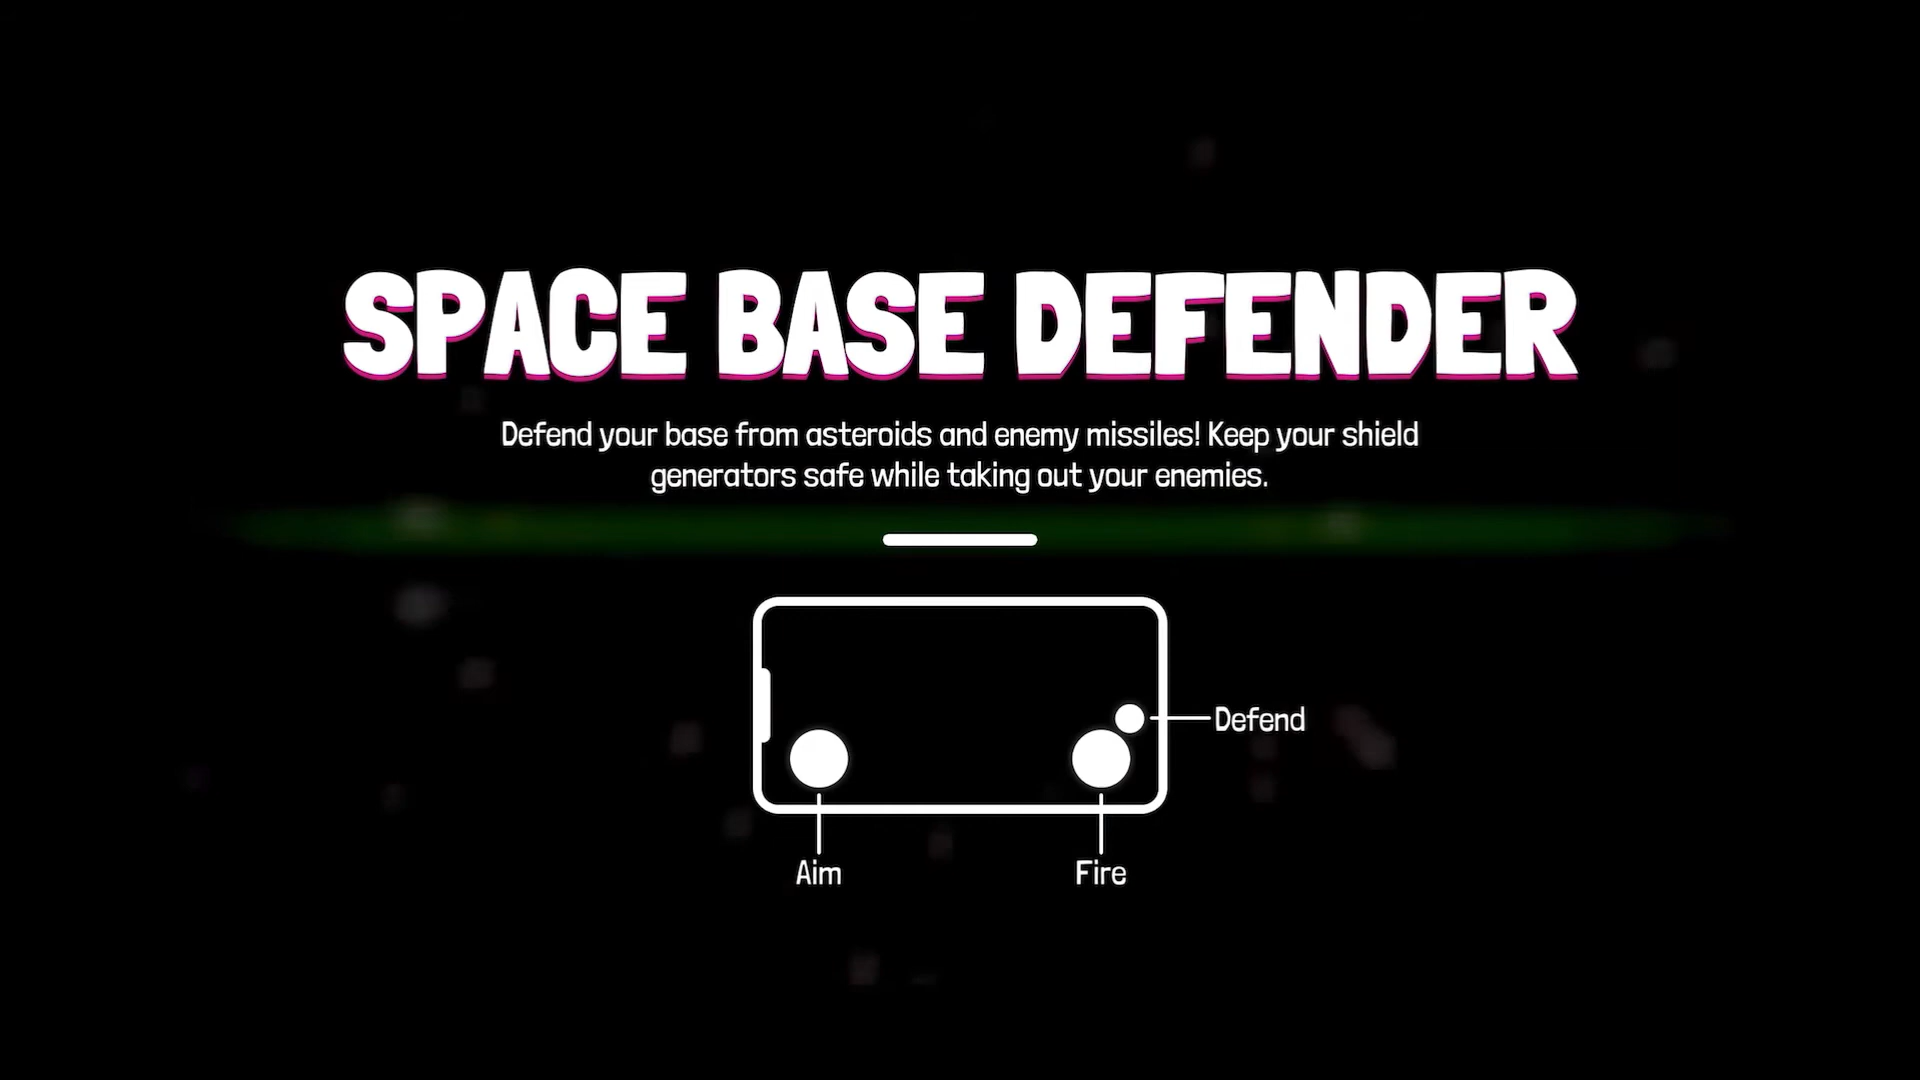 SPACE BASE DEFENDER
Defend your base from asteroids and enemy missiles! Keep your shield
generators safe while taking out your enemies.
Defend
Aim
Fire